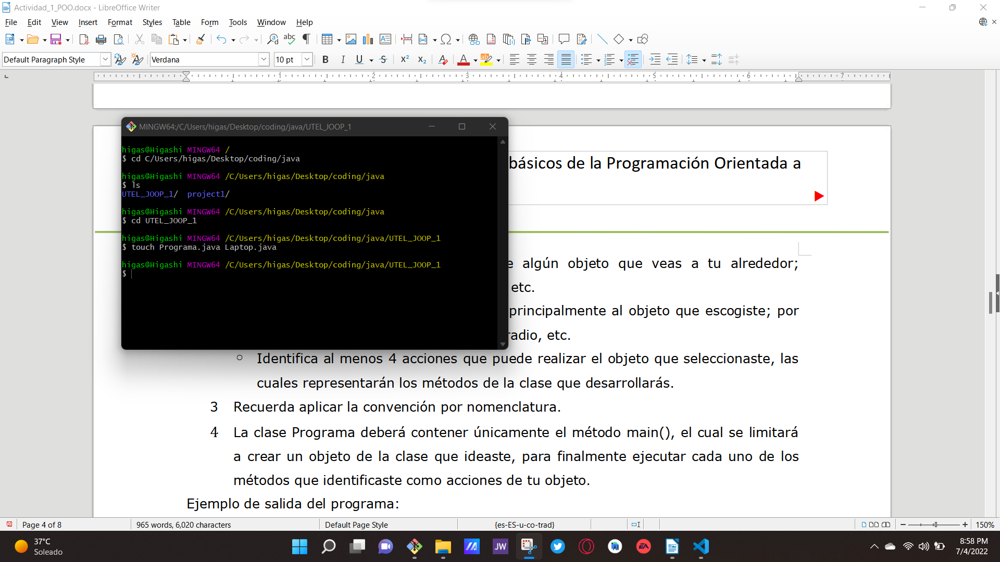 Actividad_1_POO.docx - LibreOffice Writer
File Edit View Insert Format Styles Table Form Tools Window Help
Default Paragraph Style Verdana 10 pt
1 2 3 4 5 6 7
MINGW64:/C/Users/higas/Desktop/coding/java/UTEL_JOOP_1
higas@Higashi MINGW64 /
$ cd C/Users/higas/Desktop/coding/java
higas@Higashi MINGW64 /C/Users/higas/Desktop/coding/java
$ ls
UTEL_JOOP_1/ project1/
higas@Higashi MINGW64 /C/Users/higas/Desktop/coding/java
$ cd UTEL_JOOP_1
higas@Higashi MINGW64 /C/Users/higas/Desktop/coding/java/UTEL_JOOP_1
$ touch Programa.java Laptop.java
higas@Higashi MINGW64 /C/Users/higas/Desktop/coding/java/UTEL_JOOP_1
$
básicos de la Programación Orientada a
algún objeto que veas a tu alrededor;
etc.
principalmente al objeto que escogiste; por
radio, etc.
○ Identifica al menos 4 acciones que puede realizar el objeto que seleccionaste, las
cuales representarán los métodos de la clase que desarrollarás.
3 Recuerda aplicar la convención por nomenclatura.
4 La clase Programa deberá contener únicamente el método main(), el cual se limitará
a crear un objeto de la clase que ideaste, para finalmente ejecutar cada uno de los
métodos que identificaste como acciones de tu objeto.
Ejemplo de salida del programa:
Page 4 of 8 965 words, 6,020 characters Default Page Style {es-ES-u-co-trad} 150%
37°C
Soleado
JW
EA
8:58 PM
7/4/2022